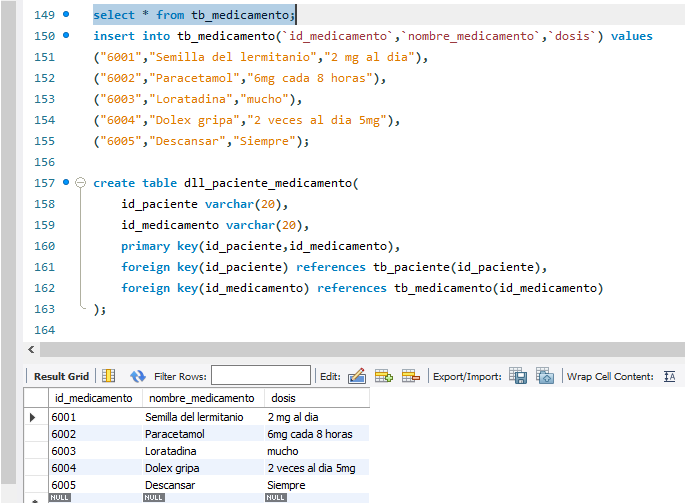 149 select * from tb_medicamento;
150 insert into tb_medicamento(`id_medicamento`,`nombre_medicamento`,`dosis`) values
151 ("6001","Semilla del lermitanio","2 mg al dia"),
152 ("6002","Paracetamol","6mg cada 8 horas"),
153 ("6003","Loratadina","mucho"),
154 ("6004","Dolex gripa","2 veces al dia 5mg"),
155 ("6005","Descansar","Siempre");
156
157 create table dll_paciente_medicamento(
158 id_paciente varchar(20),
159 id_medicamento varchar(20),
160 primary key(id_paciente,id_medicamento),
161 foreign key(id_paciente) references tb_paciente(id_paciente),
162 foreign key(id_medicamento) references tb_medicamento(id_medicamento)
163 );
164
Result Grid Filter Rows: Edit: Export/Import: Wrap Cell Content: IA
id_medicamento nombre_medicamento dosis
6001 Semilla del lermitanio 2 mg al dia
6002 Paracetamol 6mg cada 8 horas
6003 Loratadina mucho
6004 Dolex gripa 2 veces al dia 5mg
6005 Descansar Siempre
NULL NULL NULL